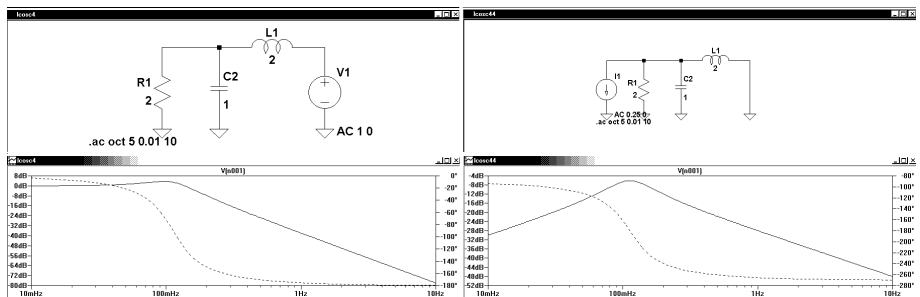 lcosc4
L1
2
R1
2
C2
1
V1
AC 1 0
.ac oct 5 0.01 10
lcosc44
L1
2
I1
R1
2
C2
1
AC 0.25 0
.ac oct 5 0.01 10
lcosc4
V(n001)
8dB
0dB
-8dB
-16dB
-24dB
-32dB
-40dB
-48dB
-56dB
-64dB
-72dB
-80dB
0°
-20°
-40°
-60°
-80°
-100°
-120°
-140°
-160°
-180°
10mHz 100mHz 1Hz 10Hz
lcosc44
V(n001)
-4dB
-8dB
-12dB
-16dB
-20dB
-24dB
-28dB
-32dB
-36dB
-40dB
-44dB
-48dB
-52dB
-80°
-100°
-120°
-140°
-160°
-180°
-200°
-220°
-240°
-260°
-280°
10mHz 100mHz 1Hz 10Hz